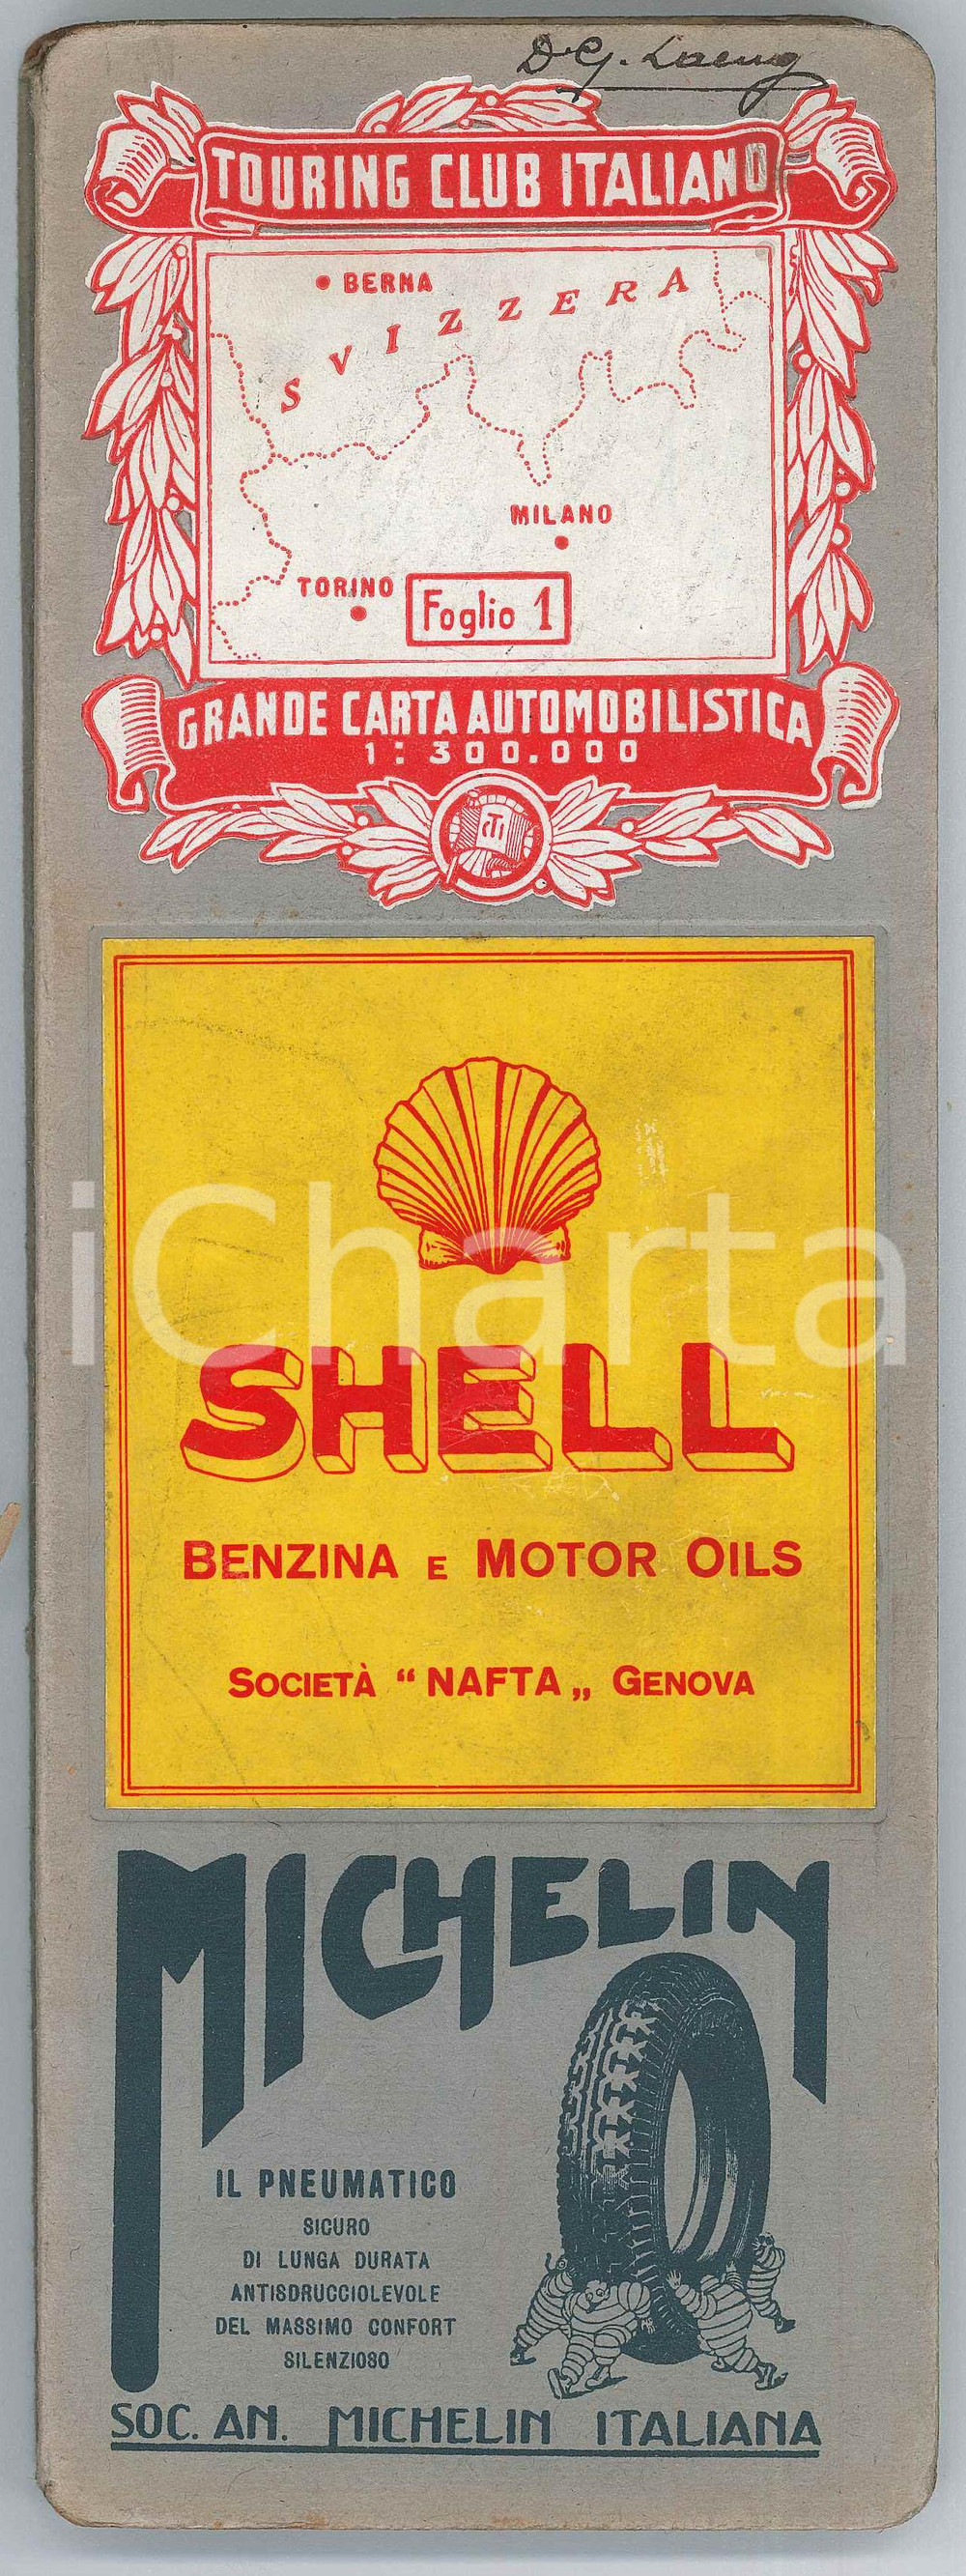 D G. Laeng
TOURING CLUB ITALIANO
BERNA
SVIZZERA
MILANO
TORINO
Foglio 1
GRANDE CARTA AUTOMOBILISTICA
1:300.000
CTI
iCharta
SHELL
BENZINA E MOTOR OILS
SOCIETÀ “ NAFTA „ GENOVA
MICHELIN
IL PNEUMATICO
SICURO
DI LUNGA DURATA
ANTISDRUCCIOLEVOLE
DEL MASSIMO CONFORT
SILENZIOSO
SOC. AN. MICHELIN ITALIANA